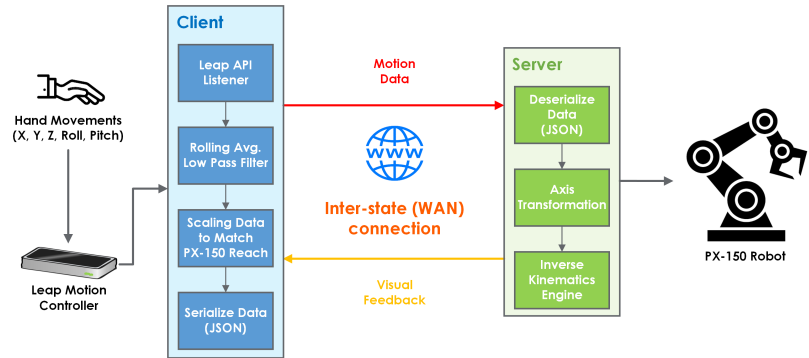 Hand Movements
(X, Y, Z, Roll, Pitch)
Leap Motion
Controller
Client
Leap API
Listener
Rolling Avg.
Low Pass Filter
Scaling Data
to Match
PX-150 Reach
Serialize Data
(JSON)
Motion
Data
WWW
Inter-state (WAN)
connection
Visual
Feedback
Server
Deserialize
Data
(JSON)
Axis
Transformation
Inverse
Kinematics
Engine
PX-150 Robot